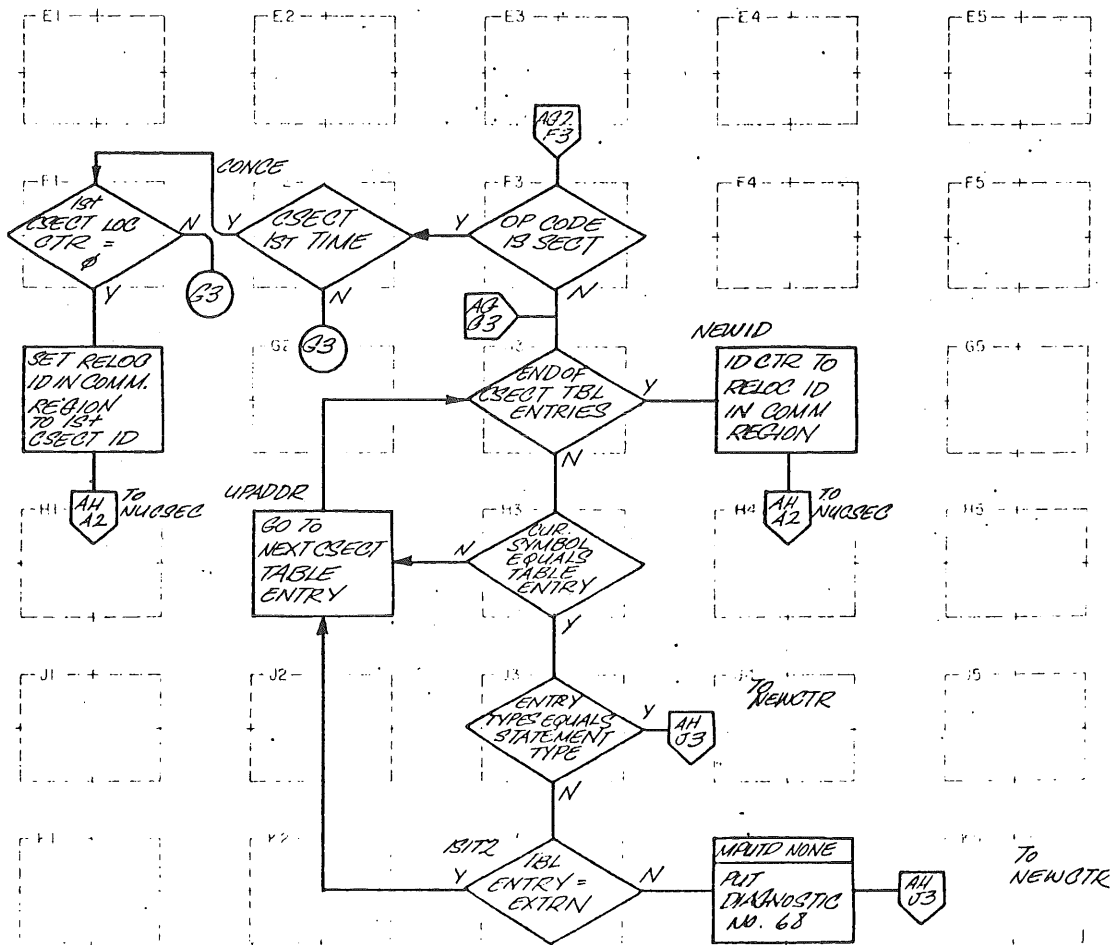 E1
E2
E3
E4
E5
AG2
F3
CONCE
F1
F3
F4
F5
1st
CSECT LOC
CTR =
ø
N
Y
Y
CSECT
1ST TIME
N
Y
OP CODE
IS SECT
N
G3
G3
AG
G3
G2
G5
NEWID
SET RELOC
ID IN COMM.
REGION
TO 1st
CSECT ID
END OF
CSECT TBL
ENTRIES
Y
N
ID CTR TO
RELOC ID
IN COMM
REGION
H1
AH
A2
TO
NUCSEC
UPADDR
H3
H4
AH
A2
TO
NUCSEC
H5
GO TO
NEXT CSECT
TABLE
ENTRY
N
CUR.
SYMBOL
EQUALS
TABLE
ENTRY
Y
J1
J2
J3
J5
TO
NEWCTR
ENTRY
TYPES EQUALS
STATEMENT
TYPE
Y
AH
J3
N
K1
K2
ISIT2
Y
TBL
ENTRY =
EXTRN
N
MPUTD NONE
PUT
DIAGNOSTIC
NO. 68
AH
J3
TO
NEWCTR